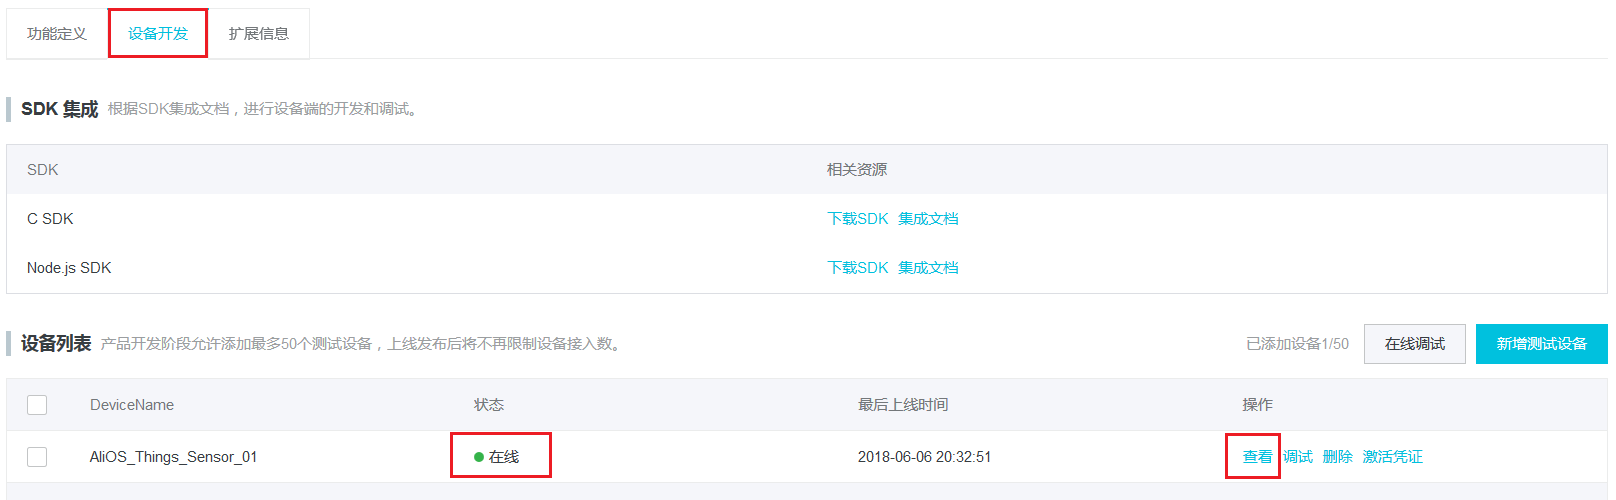 功能定义 设备开发 扩展信息
SDK 集成 根据SDK集成文档，进行设备端的开发和调试。
SDK 相关资源
C SDK 下载SDK 集成文档
Node.js SDK 下载SDK 集成文档
设备列表 产品开发阶段允许添加最多50个测试设备，上线发布后将不再限制设备接入数。 已添加设备1/50 在线调试 新增测试设备
DeviceName 状态 最后上线时间 操作
AliOS_Things_Sensor_01 在线 2018-06-06 20:32:51 查看 调试 删除 激活凭证